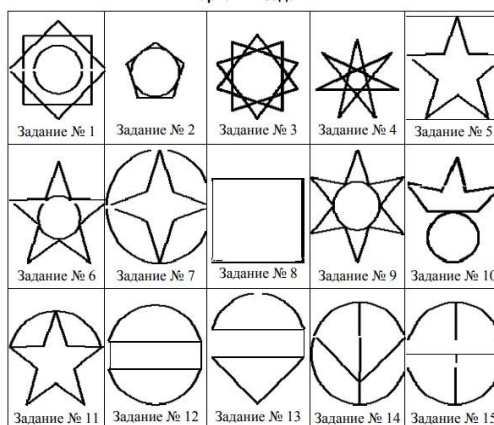 Задание № 1
Задание № 2
Задание № 3
Задание № 4
Задание № 5
Задание № 6
Задание № 7
Задание № 8
Задание № 9
Задание № 10
Задание № 11
Задание № 12
Задание № 13
Задание № 14
Задание № 15